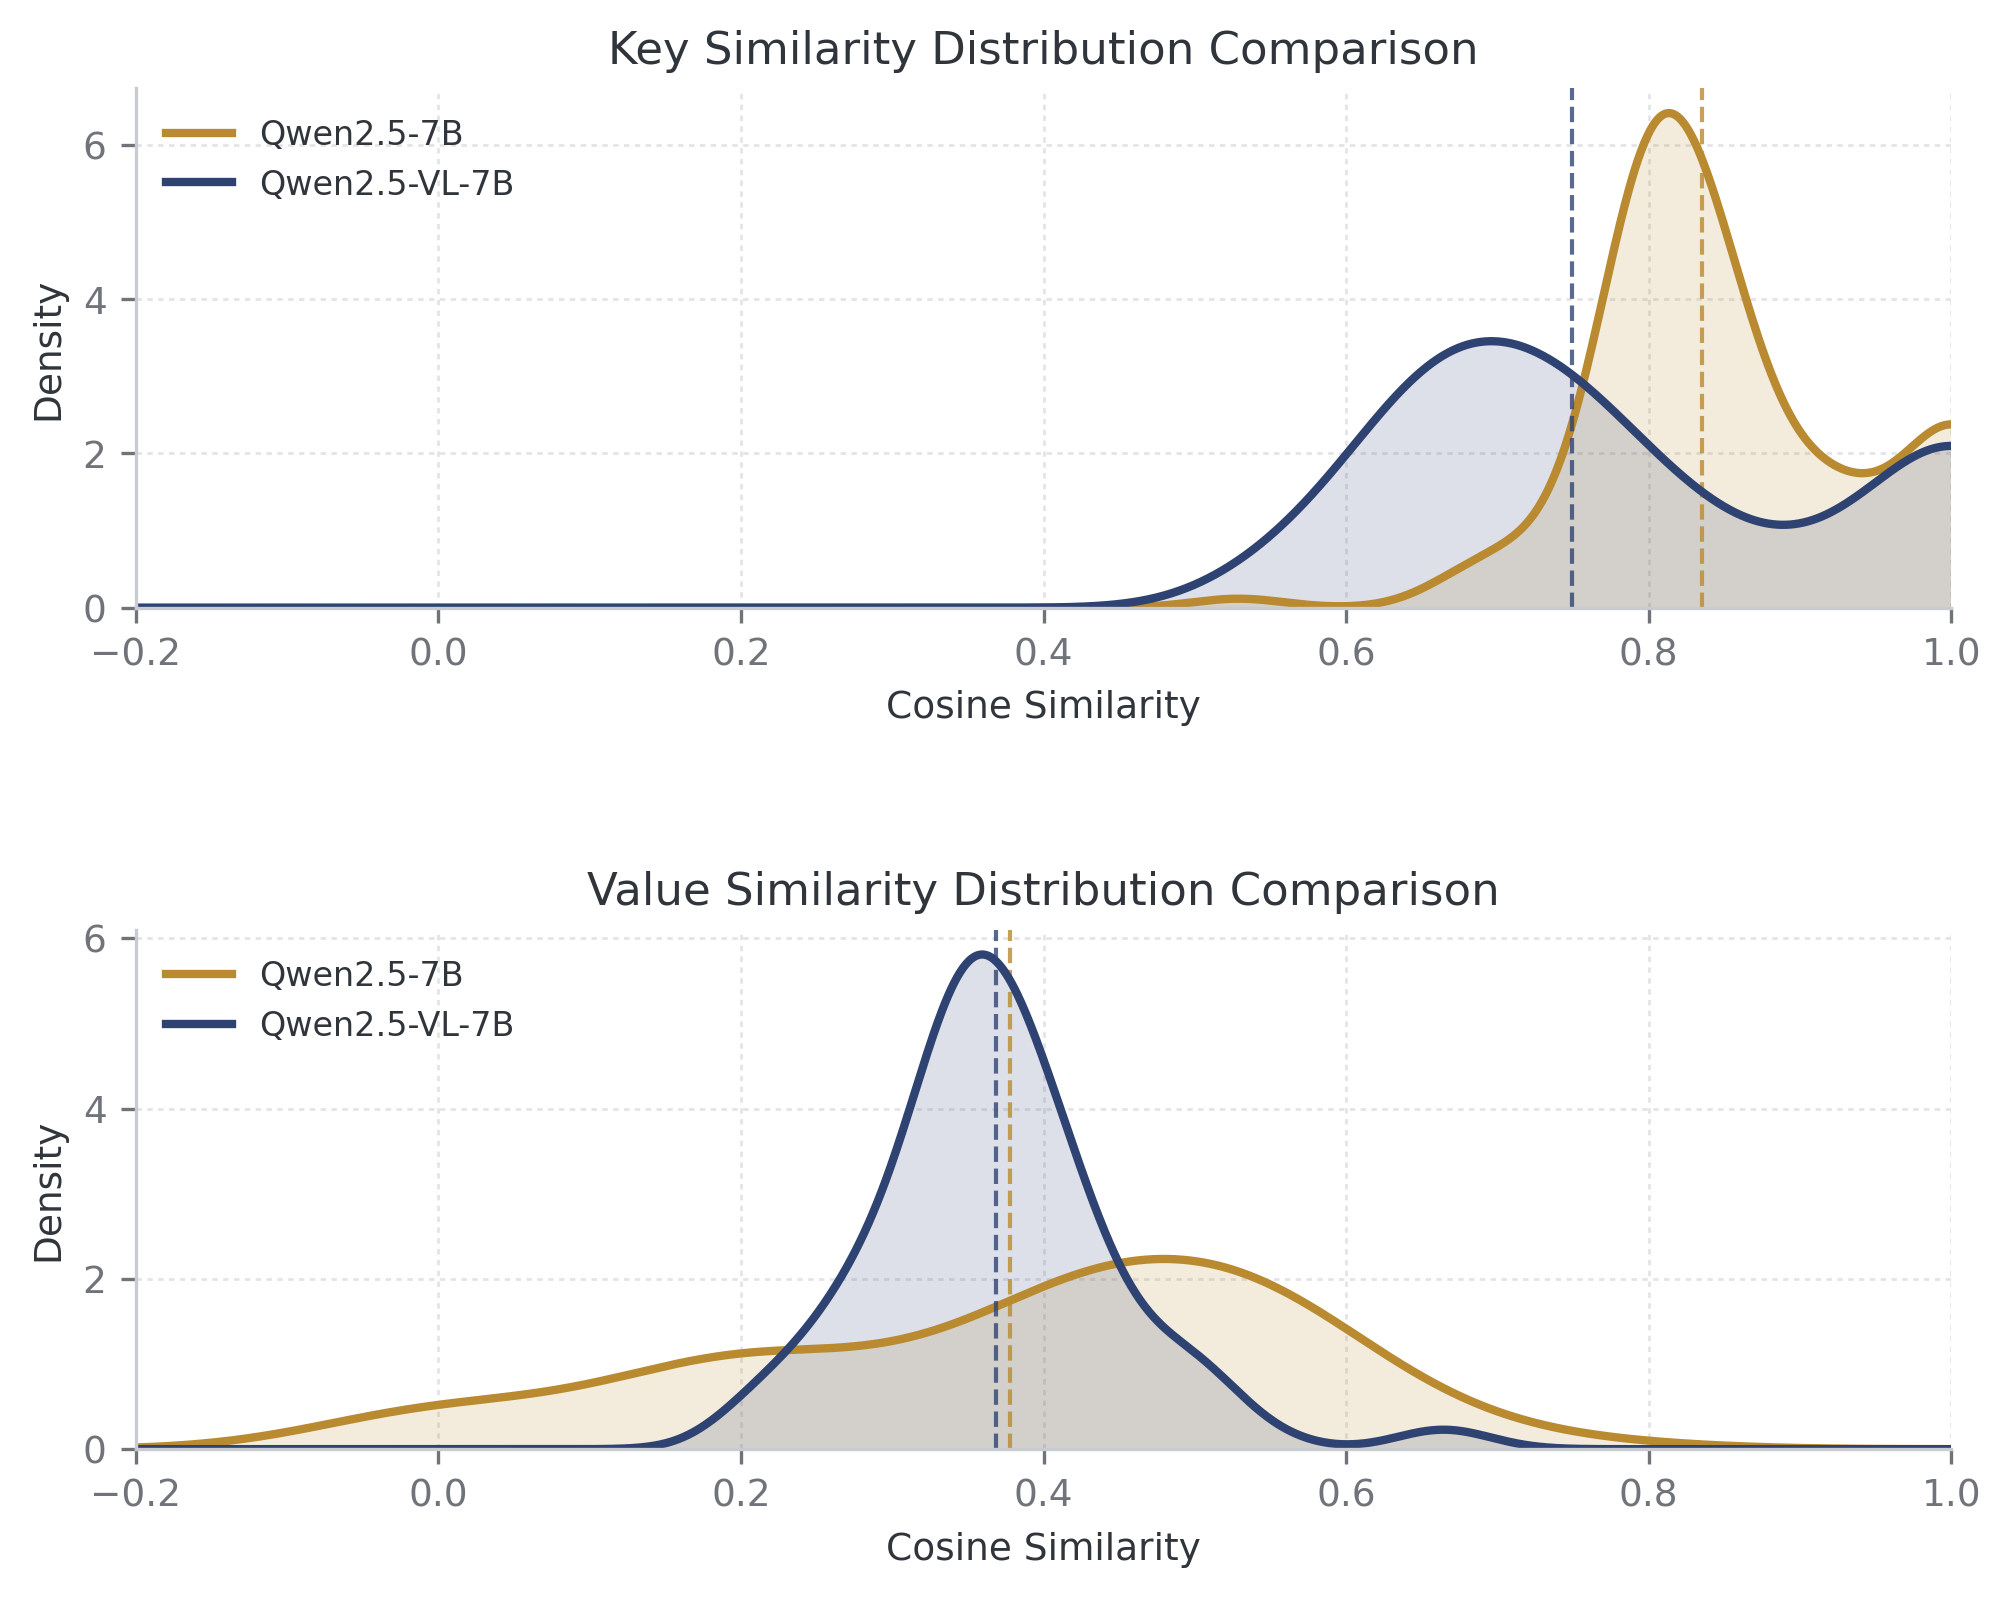 Key Similarity Distribution Comparison
Qwen2.5-7B
Qwen2.5-VL-7B
Density
6
4
2
0
−0.2 0.0 0.2 0.4 0.6 0.8 1.0
Cosine Similarity
Value Similarity Distribution Comparison
Qwen2.5-7B
Qwen2.5-VL-7B
Density
6
4
2
0
−0.2 0.0 0.2 0.4 0.6 0.8 1.0
Cosine Similarity